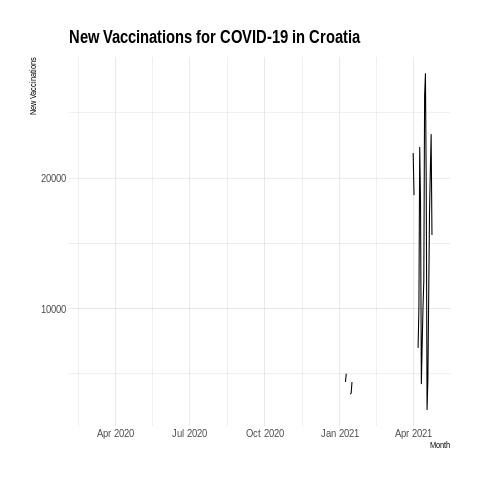 New Vaccinations for COVID-19 in Croatia
New Vaccinations
20000
10000
Apr 2020 Jul 2020 Oct 2020 Jan 2021 Apr 2021
Month